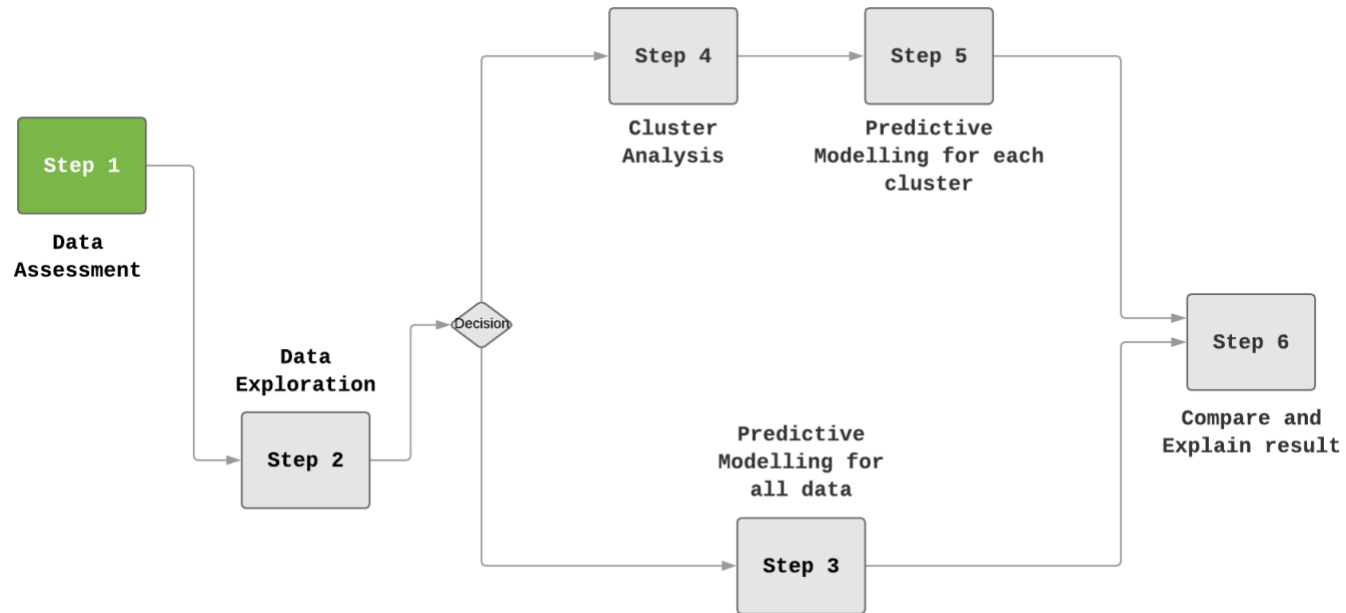 Step 1
Data
Assessment
Data
Exploration
Step 2
Decision
Step 4
Cluster
Analysis
Step 5
Predictive
Modelling for each
cluster
Predictive
Modelling for
all data
Step 3
Step 6
Compare and
Explain result